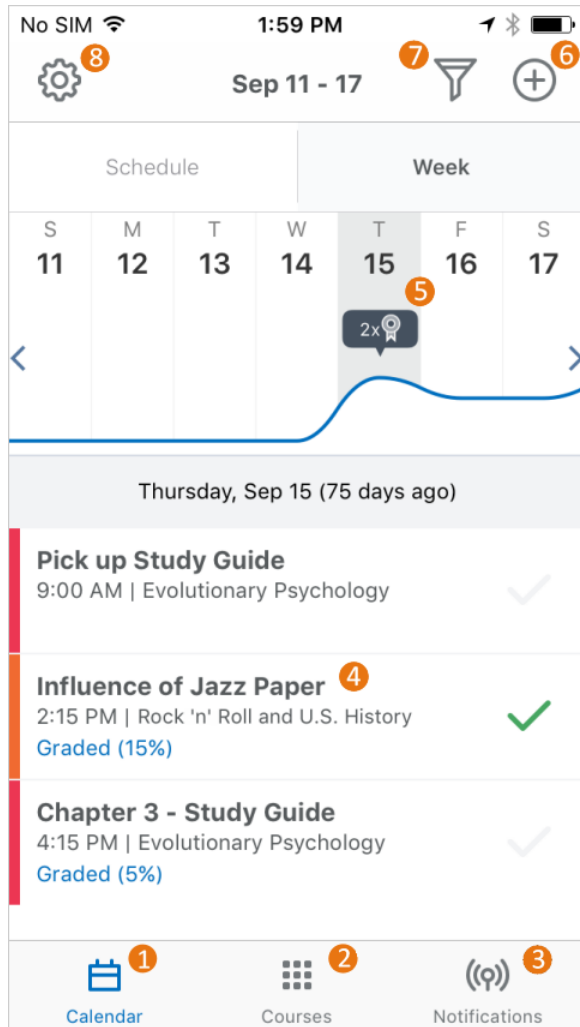 No SIM 1:59 PM
8 Sep 11 - 17 7 6
Schedule Week
S M T W T F S
11 12 13 14 15 16 17
5
2x
Thursday, Sep 15 (75 days ago)
Pick up Study Guide
9:00 AM | Evolutionary Psychology
Influence of Jazz Paper 4
2:15 PM | Rock 'n' Roll and U.S. History
Graded (15%)
Chapter 3 - Study Guide
4:15 PM | Evolutionary Psychology
Graded (5%)
1 2 3
Calendar Courses Notifications